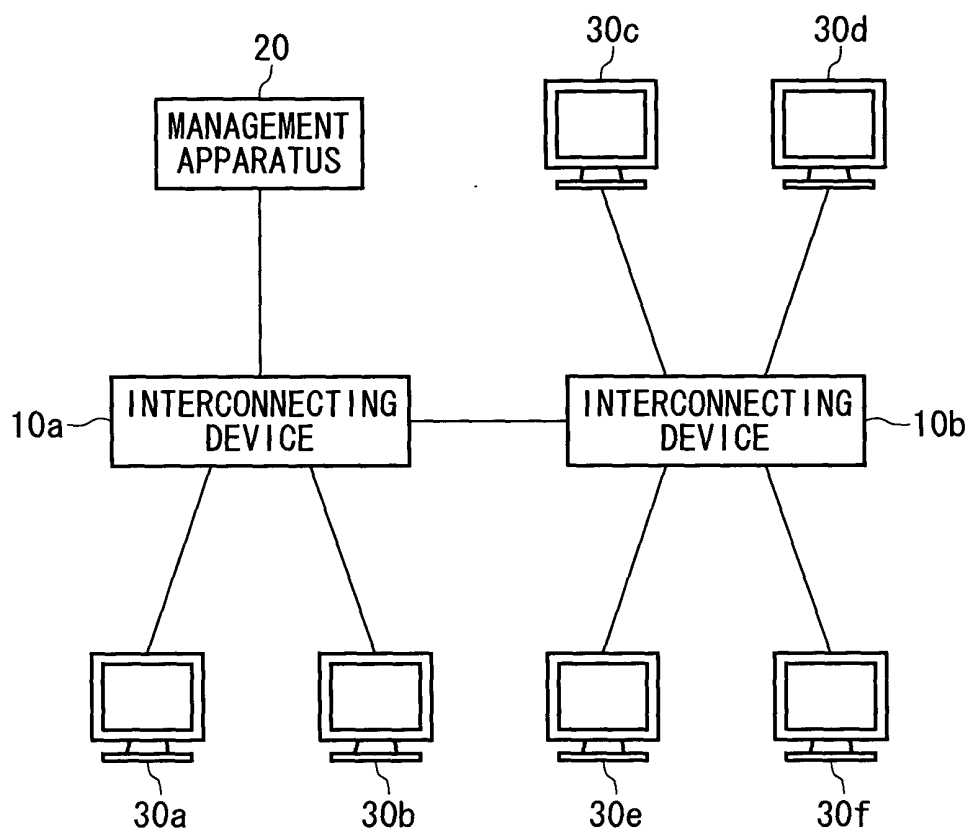 20
30c
30d
MANAGEMENT
APPARATUS
10a
INTERCONNECTING
DEVICE
INTERCONNECTING
DEVICE
10b
30a
30b
30e
30f